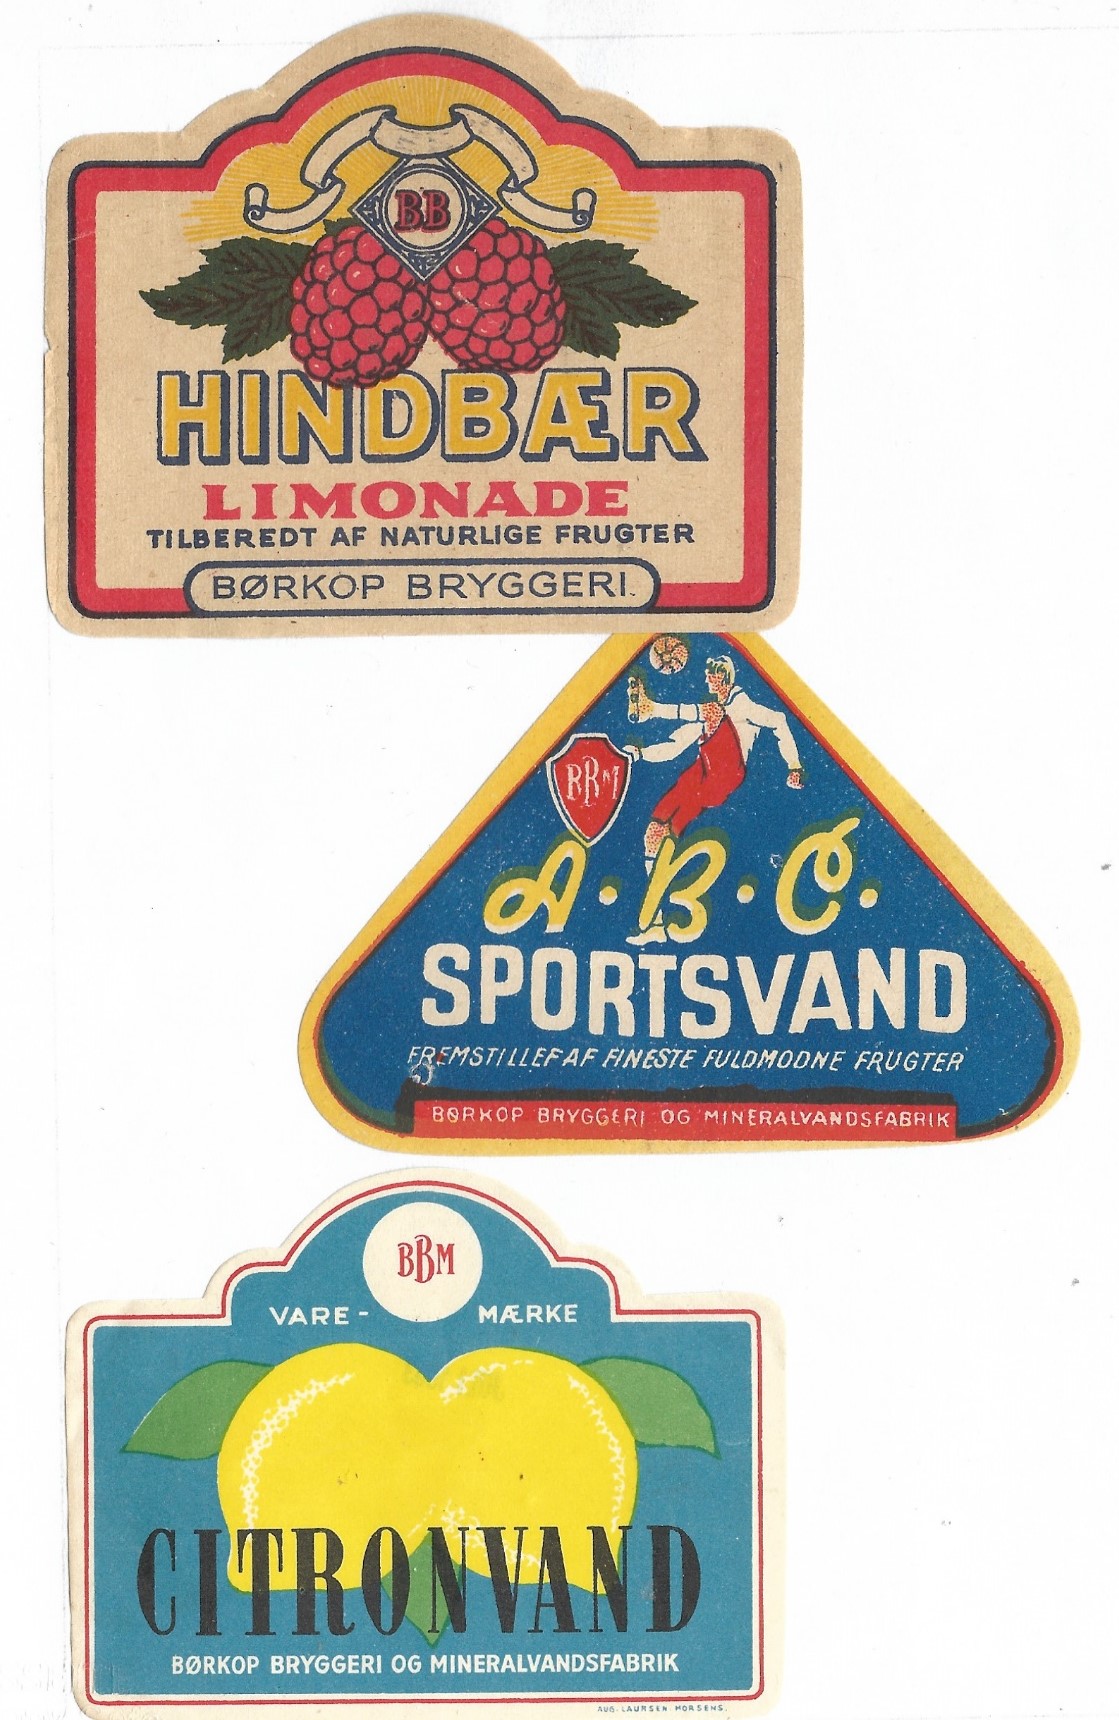 BB
HINDBÆR
LIMONADE
TILBEREDT AF NATURLIGE FRUGTER
BØRKOP BRYGGERI.
BBM
A·B·C.
SPORTSVAND
FREMSTILLEF AF FINESTE FULDMODNE FRUGTER
BØRKOP BRYGGERI OG MINERALVANDSFABRIK
BBM
VARE- MÆRKE
CITRONVAND
BØRKOP BRYGGERI OG MINERALVANDSFABRIK
AUG. LAURSEN HORSENS.